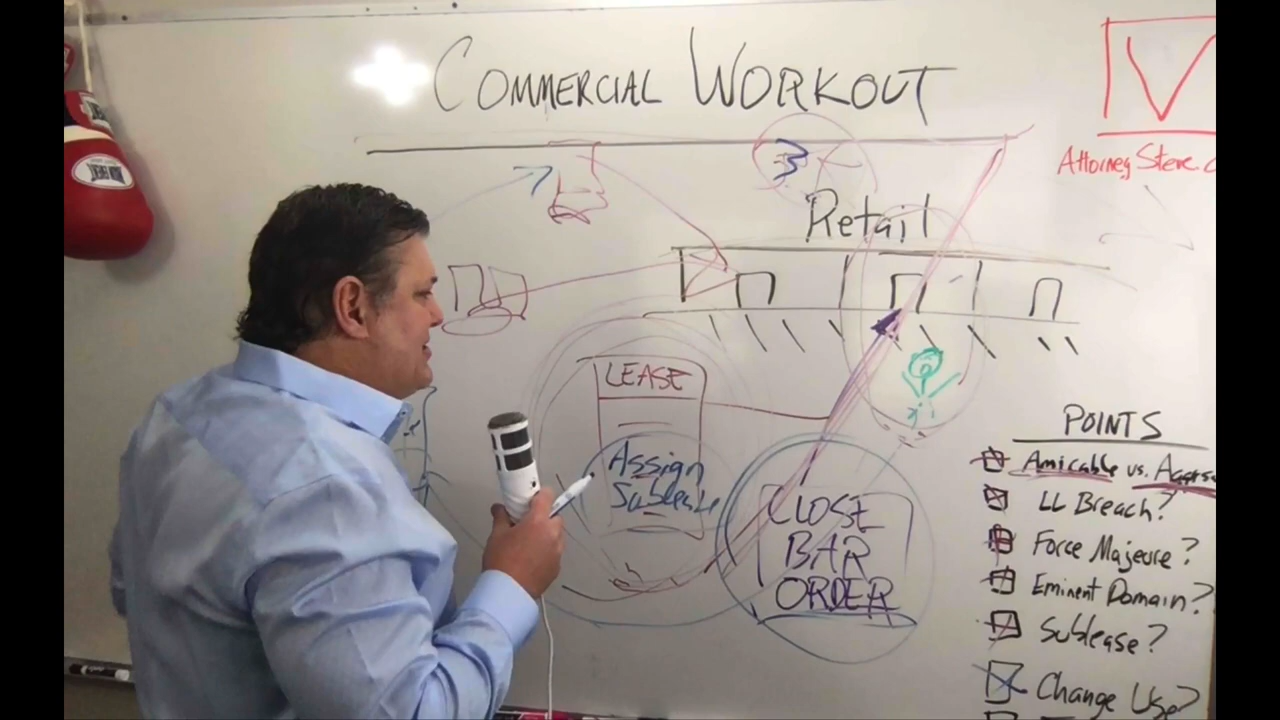 COMMERCIAL WORKOUT
V
Attorney Steve.
3
Retail
LEASE
Assign
Sublease
CLOSE
BAR
ORDER
POINTS
Amicable vs.
LL Breach?
Force Majeure?
Eminent Domain?
Sublease?
Change Use?